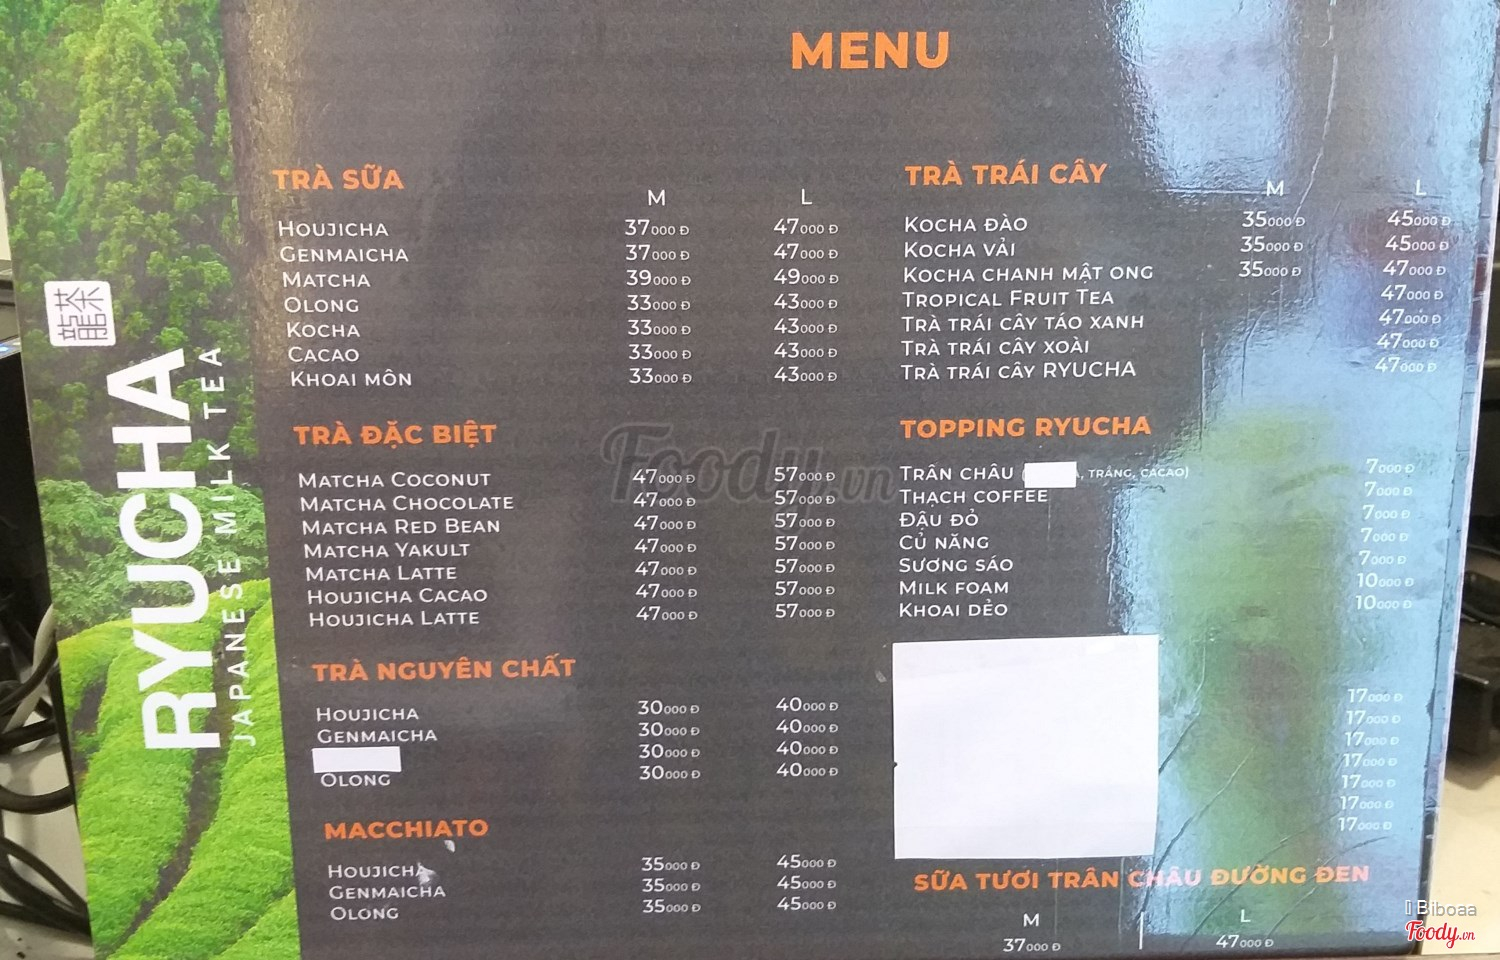 MENU
龍茶
RYUCHA
JAPANESE MILK TEA
TRÀ SỮA
M L
HOUJICHA 37000 Đ 47000 Đ
GENMAICHA 37000 Đ 47000 Đ
MATCHA 39000 Đ 49000 Đ
OLONG 33000 Đ 43000 Đ
KOCHA 33000 Đ 43000 Đ
CACAO 33000 Đ 43000 Đ
KHOAI MÔN 33000 Đ 43000 Đ
TRÀ ĐẶC BIỆT
MATCHA COCONUT 47000 Đ 57000 Đ
MATCHA CHOCOLATE 47000 Đ 57000 Đ
MATCHA RED BEAN 47000 Đ 57000 Đ
MATCHA YAKULT 47000 Đ 57000 Đ
MATCHA LATTE 47000 Đ 57000 Đ
HOUJICHA CACAO 47000 Đ 57000 Đ
HOUJICHA LATTE 47000 Đ 57000 Đ
TRÀ NGUYÊN CHẤT
HOUJICHA 30000 Đ 40000 Đ
GENMAICHA 30000 Đ 40000 Đ
30000 Đ 40000 Đ
OLONG 30000 Đ 40000 Đ
MACCHIATO
HOUJICHA 35000 Đ 45000 Đ
GENMAICHA 35000 Đ 45000 Đ
OLONG 35000 Đ 45000 Đ
TRÀ TRÁI CÂY
M L
KOCHA ĐÀO 35000 Đ 45000 Đ
KOCHA VẢI 35000 Đ 45000 Đ
KOCHA CHANH MẬT ONG 35000 Đ 47000 Đ
TROPICAL FRUIT TEA 47000 Đ
TRÀ TRÁI CÂY TÁO XANH 47000 Đ
TRÀ TRÁI CÂY XOÀI 47000 Đ
TRÀ TRÁI CÂY RYUCHA 47000 Đ
TOPPING RYUCHA
TRÂN CHÂU ( , TRẮNG, CACAO) 7000 Đ
THẠCH COFFEE 7000 Đ
ĐẬU ĐỎ 7000 Đ
CỦ NĂNG 7000 Đ
SƯƠNG SÁO 7000 Đ
MILK FOAM 10000 Đ
KHOAI DẺO 10000 Đ
17000 Đ
17000 Đ
17000 Đ
17000 Đ
17000 Đ
17000 Đ
17000 Đ
SỮA TƯƠI TRÂN CHÂU ĐƯỜNG ĐEN
M L
37000 Đ 47000 Đ
Foody.vn
Biboaa
Foody.vn